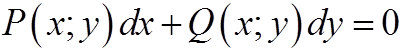 P(x; y)dx + Q(x; y)dy = 0